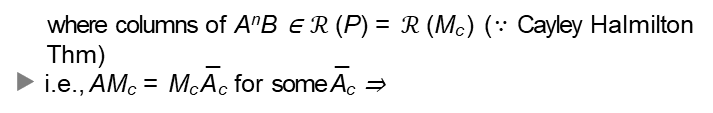 where columns of AⁿB ∈ ℛ (P) = ℛ (M꜀) (∵ Cayley Halmilton
Thm)
▶ i.e., AM꜀ = M꜀A̅꜀ for some A̅꜀ ⇒